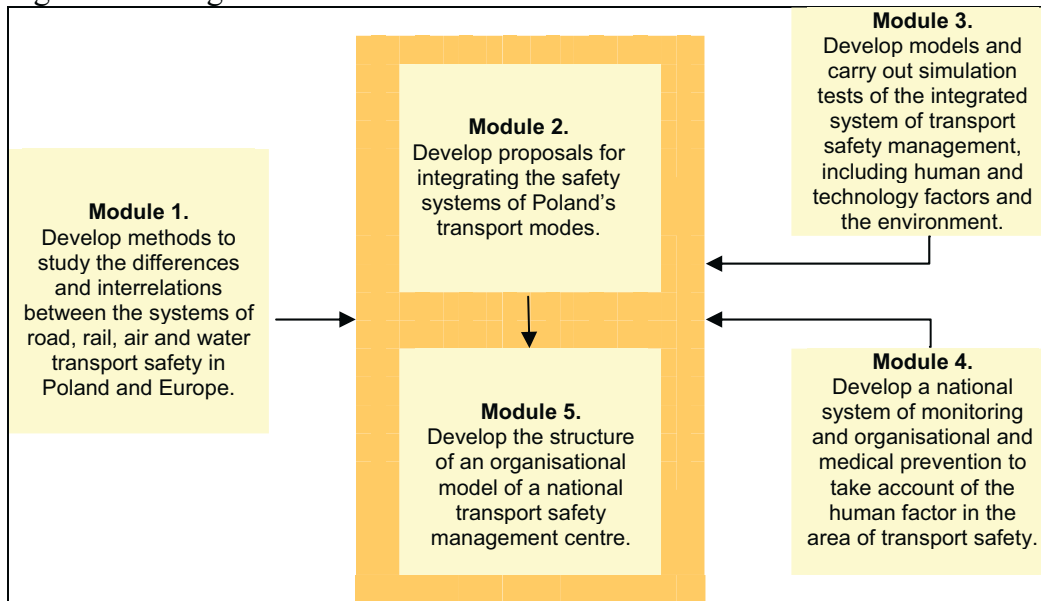 Module 1.
Develop methods to
study the differences
and interrelations
between the systems of
road, rail, air and water
transport safety in
Poland and Europe.
Module 2.
Develop proposals for
integrating the safety
systems of Poland’s
transport modes.
Module 5.
Develop the structure
of an organisational
model of a national
transport safety
management centre.
Module 3.
Develop models and
carry out simulation
tests of the integrated
system of transport
safety management,
including human and
technology factors and
the environment.
Module 4.
Develop a national
system of monitoring
and organisational and
medical prevention to
take account of the
human factor in the
area of transport safety.